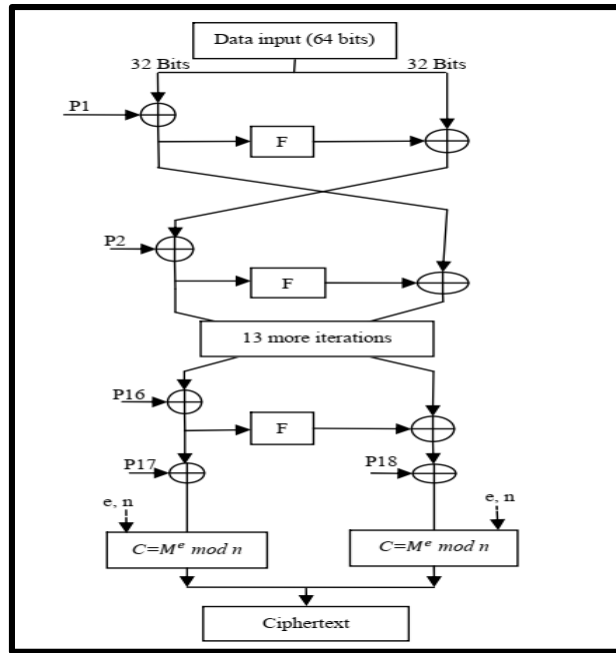 Data input (64 bits)
32 Bits
32 Bits
P1
F
P2
F
13 more iterations
P16
F
P17
P18
e, n
e, n
C=M^e mod n
C=M^e mod n
Ciphertext